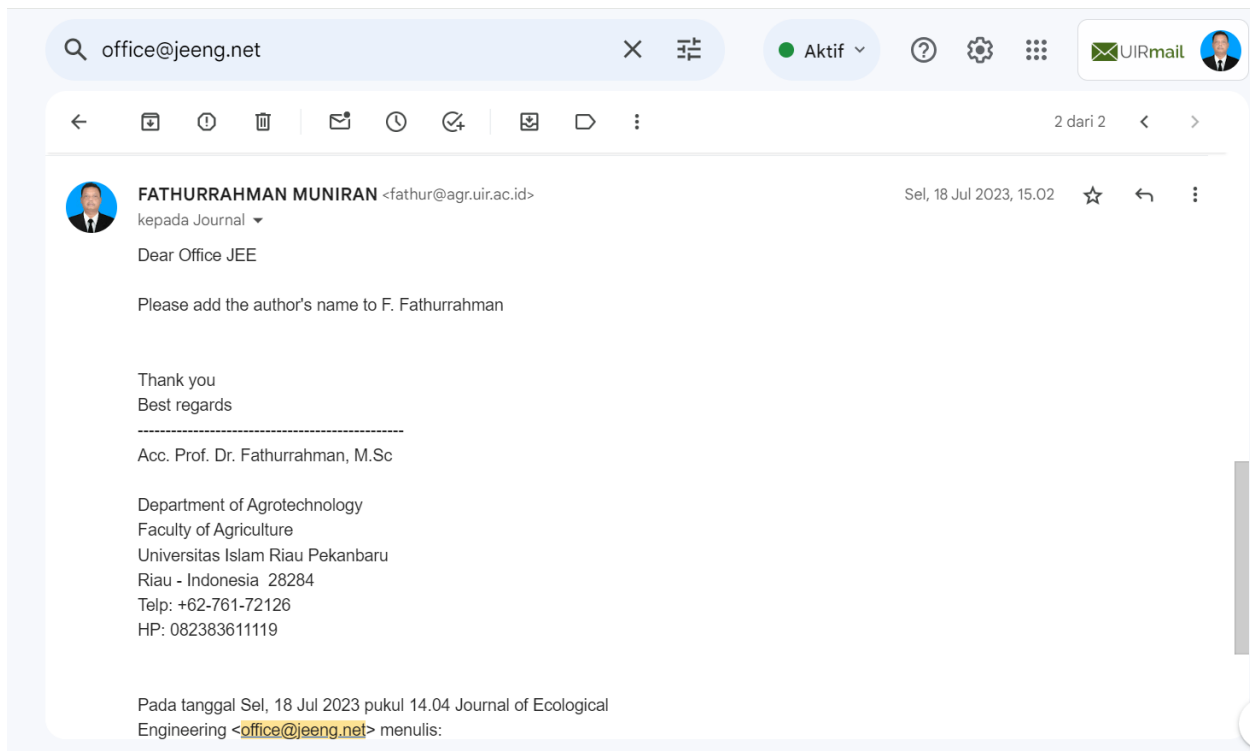 office@jeeng.net
Aktif
UIRmail
2 dari 2
FATHURRAHMAN MUNIRAN <fathur@agr.uir.ac.id>
Sel, 18 Jul 2023, 15.02
kepada Journal
Dear Office JEE
Please add the author's name to F. Fathurrahman
Thank you
Best regards
------------------------------------------------
Acc. Prof. Dr. Fathurrahman, M.Sc
Department of Agrotechnology
Faculty of Agriculture
Universitas Islam Riau Pekanbaru
Riau - Indonesia  28284
Telp: +62-761-72126
HP: 082383611119
Pada tanggal Sel, 18 Jul 2023 pukul 14.04 Journal of Ecological
Engineering <office@jeeng.net> menulis: